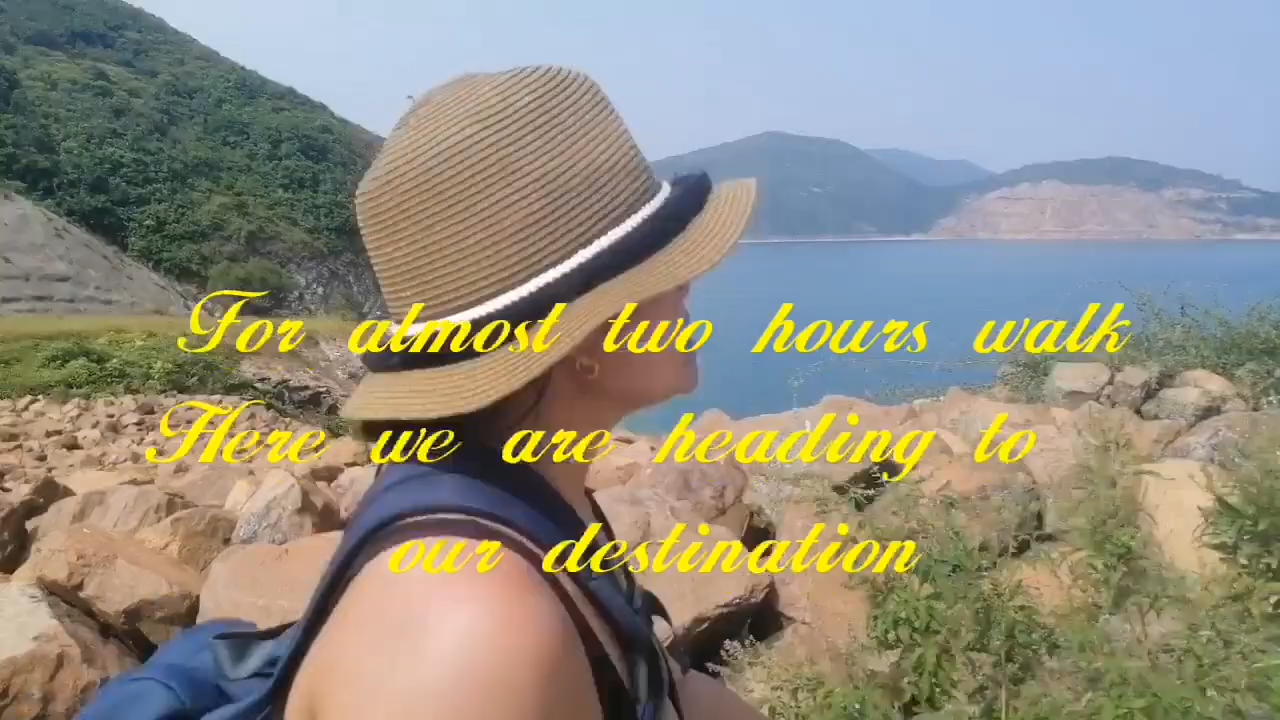 For almost two hours walk
Here we are heading to
our destination